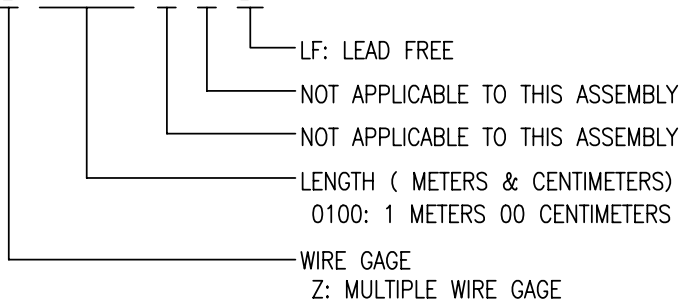 LF: LEAD FREE
NOT APPLICABLE TO THIS ASSEMBLY
NOT APPLICABLE TO THIS ASSEMBLY
LENGTH ( METERS & CENTIMETERS)
0100: 1 METERS 00 CENTIMETERS
WIRE GAGE
Z: MULTIPLE WIRE GAGE